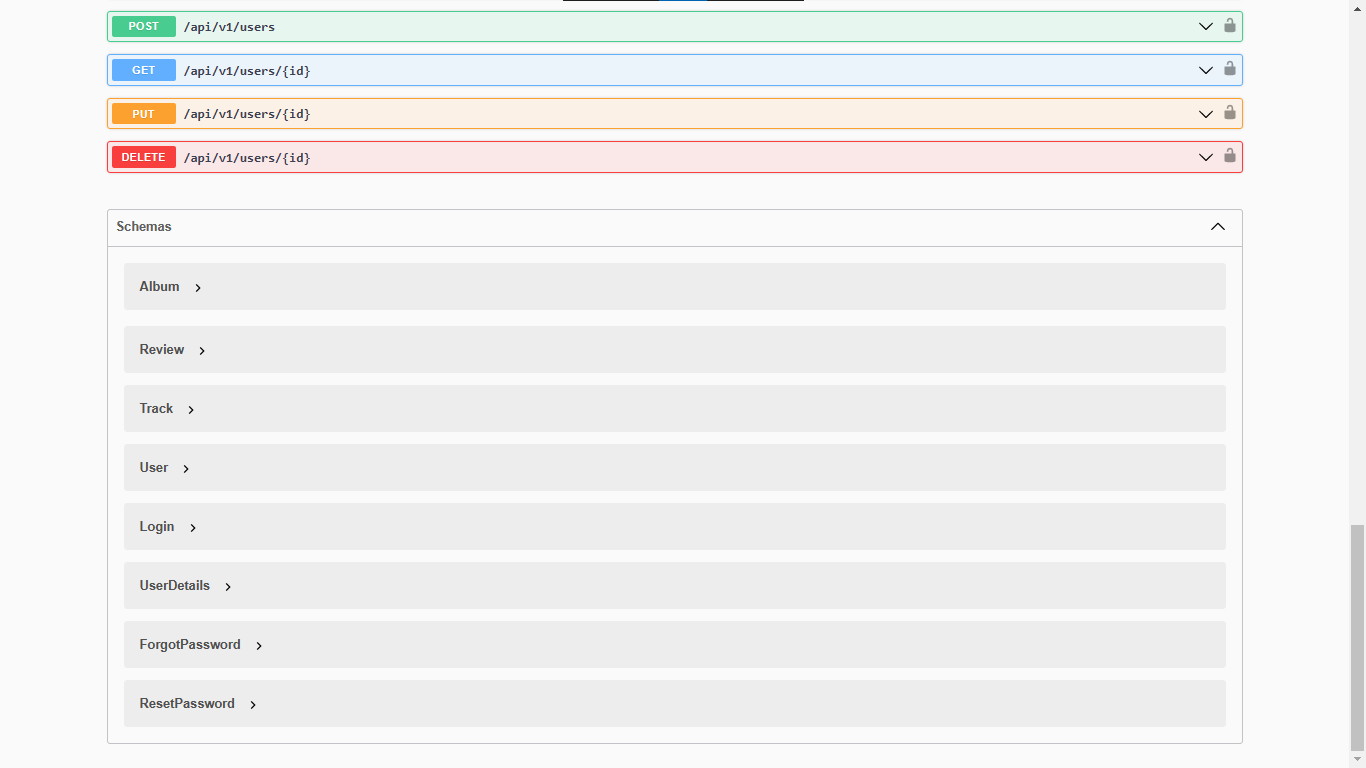 POST /api/v1/users
GET /api/v1/users/{id}
PUT /api/v1/users/{id}
DELETE /api/v1/users/{id}
Schemas
Album
Review
Track
User
Login
UserDetails
ForgotPassword
ResetPassword